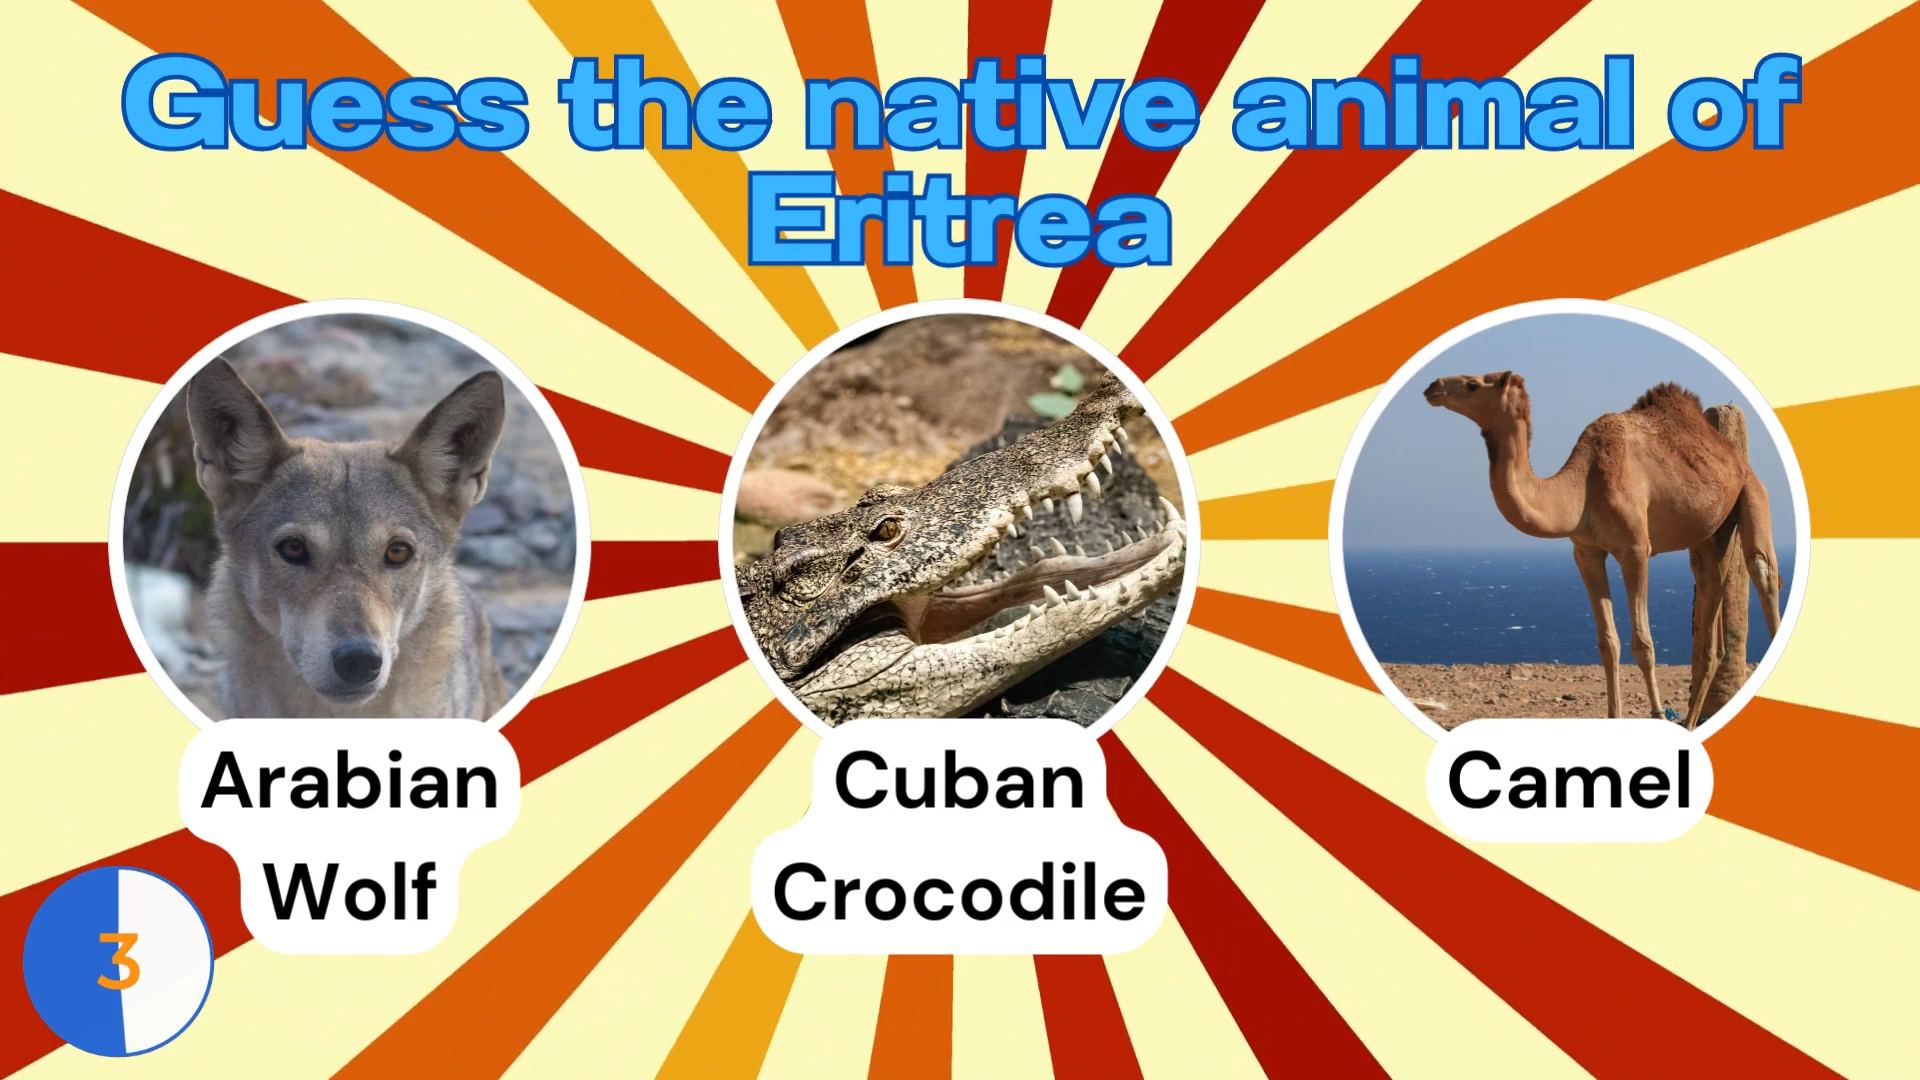 Guess the native animal of
Eritrea
Arabian
Wolf
Cuban
Crocodile
Camel
3